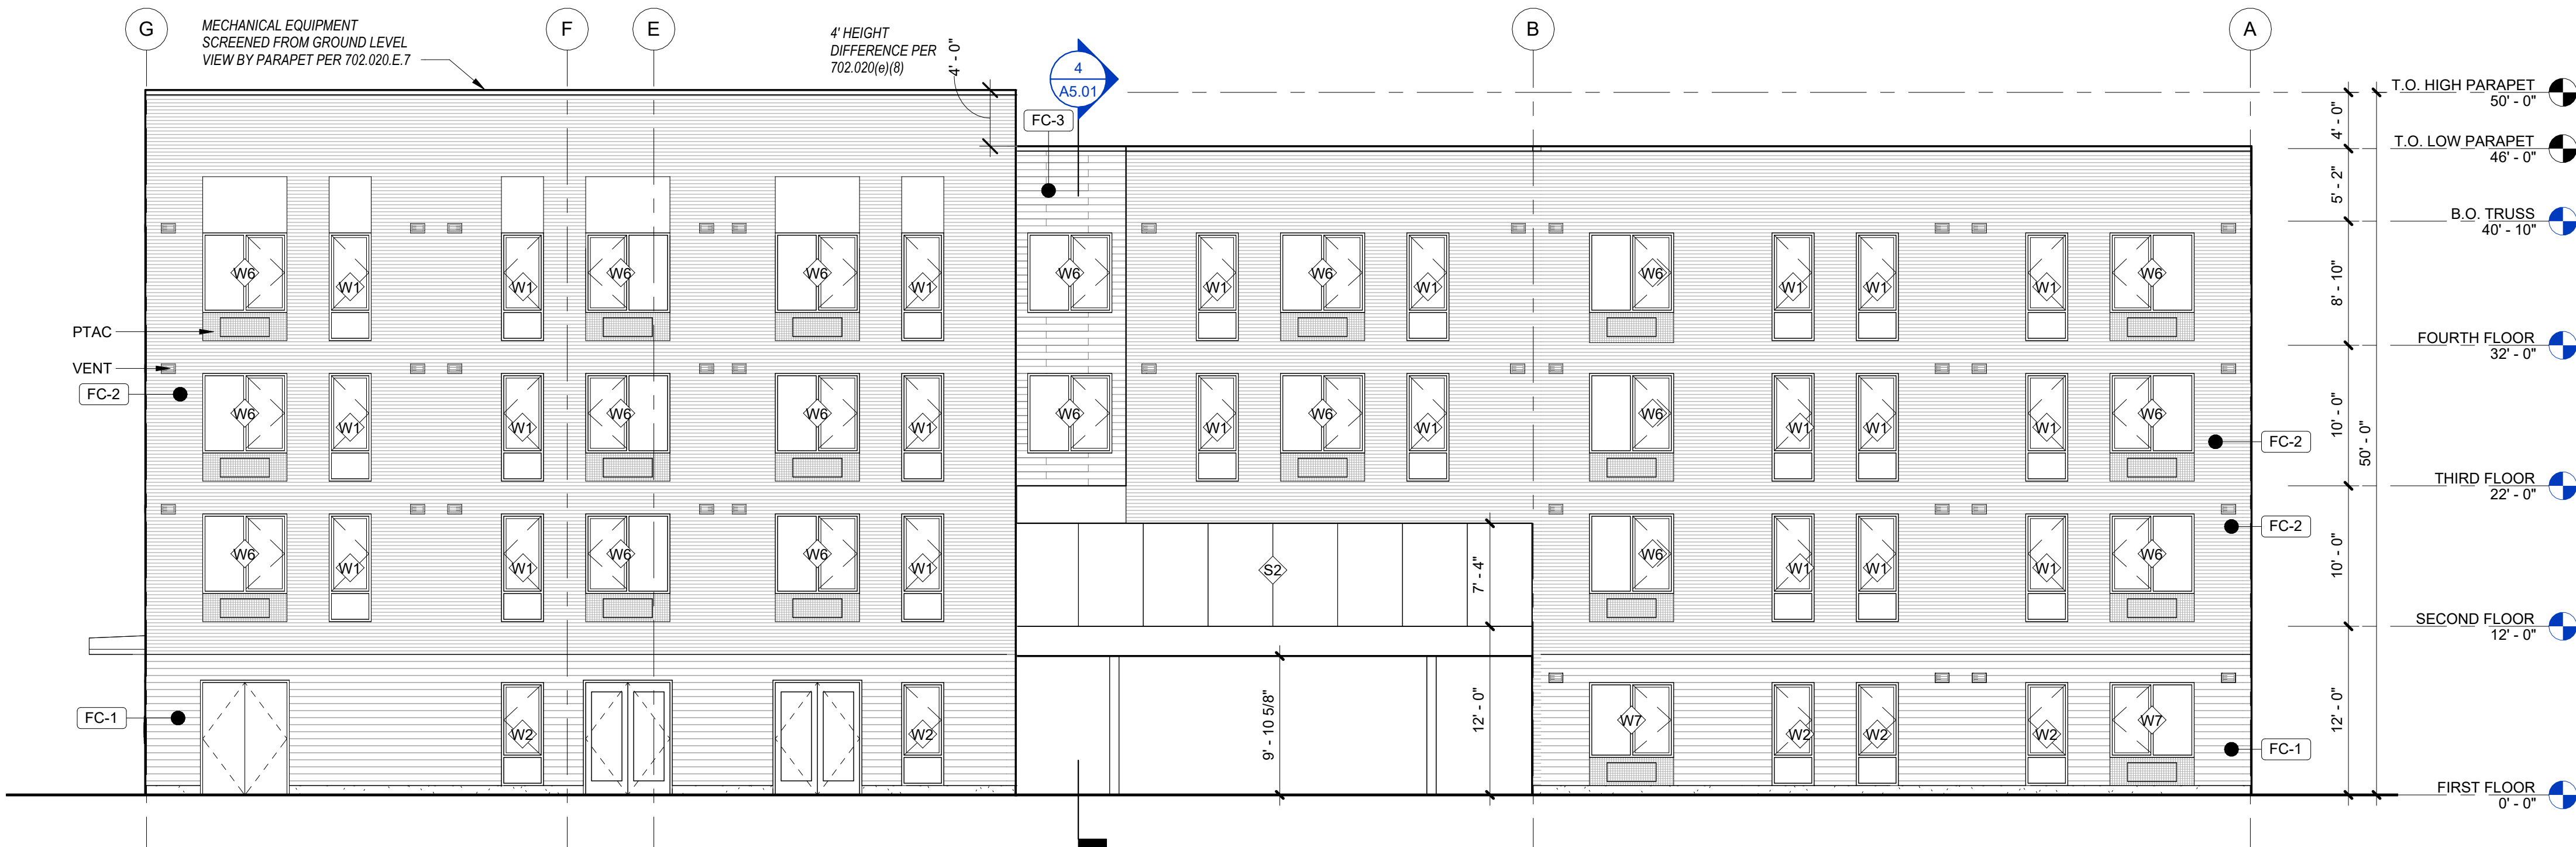 G
F
E
B
A
MECHANICAL EQUIPMENT
SCREENED FROM GROUND LEVEL
VIEW BY PARAPET PER 702.020.E.7
4' HEIGHT
DIFFERENCE PER
702.020(e)(8)
4' - 0"
4
A5.01
FC-3
T.O. HIGH PARAPET
50' - 0"
4' - 0"
T.O. LOW PARAPET
46' - 0"
5' - 2"
B.O. TRUSS
40' - 10"
8' - 10"
W6
W1
W1
W6
W6
W1
W6
W1
W6
W1
W6
W1
W1
W1
W6
PTAC
FOURTH FLOOR
32' - 0"
VENT
FC-2
10' - 0"
50' - 0"
W6
W1
W1
W6
W6
W1
W6
W1
W6
W1
W6
W1
W1
W1
W6
FC-2
THIRD FLOOR
22' - 0"
FC-2
10' - 0"
W6
W1
W1
W6
W6
W1
S2
7' - 4"
W6
W1
W1
W1
W6
SECOND FLOOR
12' - 0"
FC-1
W2
W2
9' - 10 5/8"
12' - 0"
W7
W2
W2
W2
W7
12' - 0"
FC-1
FIRST FLOOR
0' - 0"